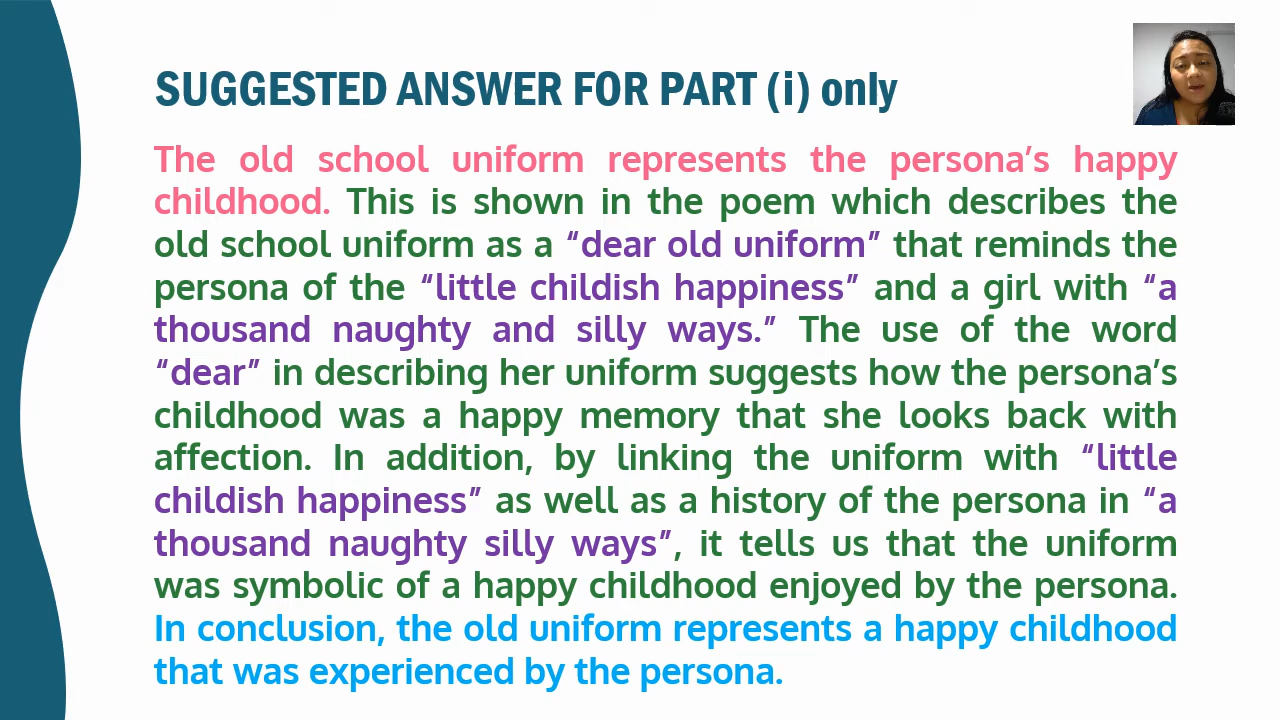 SUGGESTED ANSWER FOR PART (i) only
The old school uniform represents the persona’s happy
childhood. This is shown in the poem which describes the
old school uniform as a “dear old uniform” that reminds the
persona of the “little childish happiness” and a girl with “a
thousand naughty and silly ways.” The use of the word
“dear” in describing her uniform suggests how the persona’s
childhood was a happy memory that she looks back with
affection. In addition, by linking the uniform with “little
childish happiness” as well as a history of the persona in “a
thousand naughty silly ways”, it tells us that the uniform
was symbolic of a happy childhood enjoyed by the persona.
In conclusion, the old uniform represents a happy childhood
that was experienced by the persona.